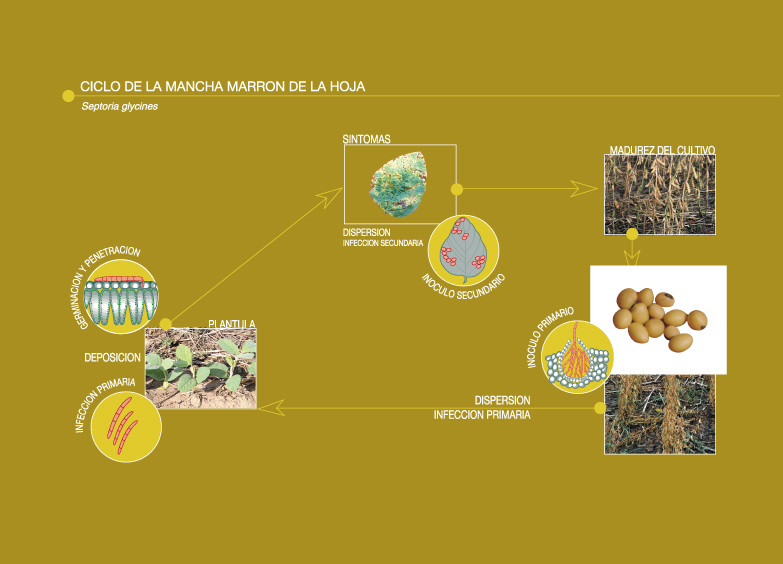 CICLO DE LA MANCHA MARRON DE LA HOJA
Septoria glycines
SINTOMAS
MADUREZ DEL CULTIVO
DISPERSION
INFECCION SECUNDARIA
INOCULO SECUNDARIO
GERMINACION Y PENETRACION
PLANTULA
DEPOSICION
INFECCION PRIMARIA
INOCULO PRIMARIO
DISPERSION
INFECCION PRIMARIA